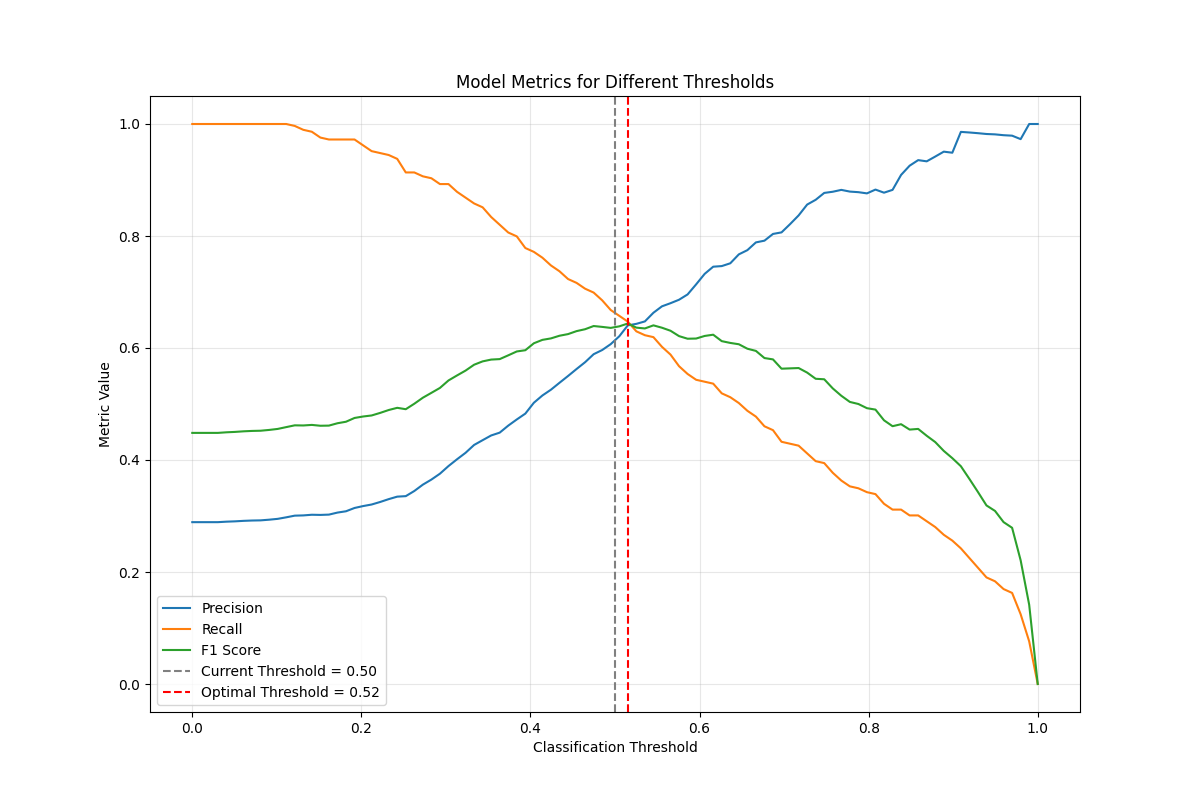 Model Metrics for Different Thresholds
1.0
0.8
0.6
0.4
0.2
0.0
Metric Value
Precision
Recall
F1 Score
Current Threshold = 0.50
Optimal Threshold = 0.52
0.0 0.2 0.4 0.6 0.8 1.0
Classification Threshold